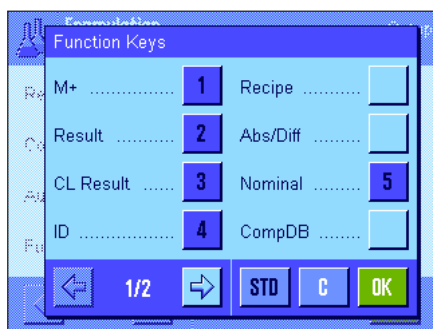 Formulation
Function Keys
M+ ............... 1
Result ........... 2
CL Result ...... 3
ID ................. 4
Recipe ..........
Abs/Diff ........
Nominal ........ 5
CompDB .......
1/2
STD
C
OK